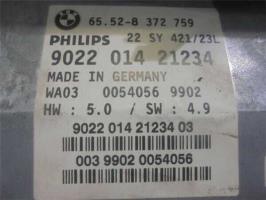 BMW
65.52-8 372 759
PHILIPS 22 SY 421/23L
9022 014 21234
MADE IN GERMANY
WA03 0054056 9902
HW : 5.0 / SW : 4.9
9022 014 21234 03
003 9902 0054056